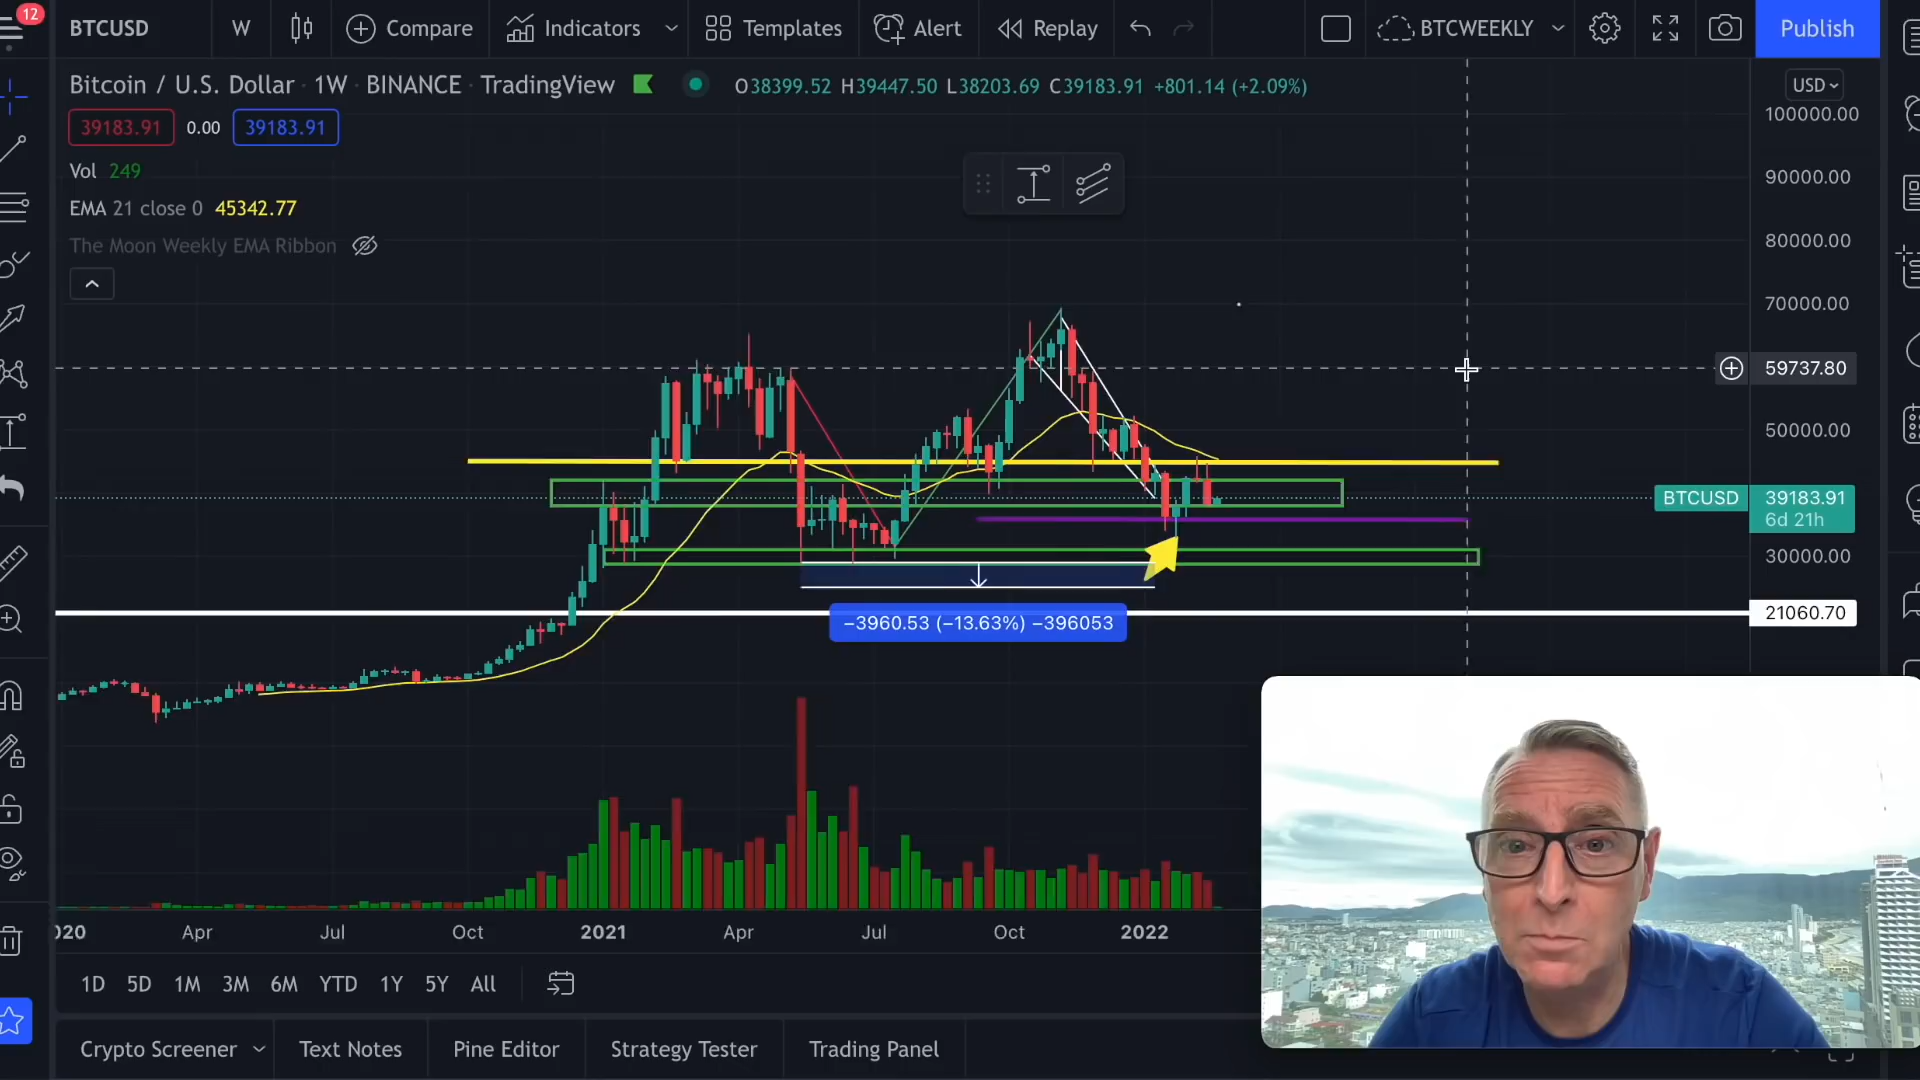 12
BTCUSD W Compare Indicators Templates Alert Replay BTCWEEKLY Publish
Bitcoin / U.S. Dollar · 1W · BINANCE · TradingView O38399.52 H39447.50 L38203.69 C39183.91 +801.14 (+2.09%)
USD
39183.91 0.00 39183.91
Vol 249
EMA 21 close 0 45342.77
The Moon Weekly EMA Ribbon
100000.00
90000.00
80000.00
70000.00
59737.80
50000.00
BTCUSD 39183.91
6d 21h
30000.00
21060.70
−3960.53 (−13.63%) −396053
020 Apr Jul Oct 2021 Apr Jul Oct 2022
1D 5D 1M 3M 6M YTD 1Y 5Y All
Crypto Screener Text Notes Pine Editor Strategy Tester Trading Panel